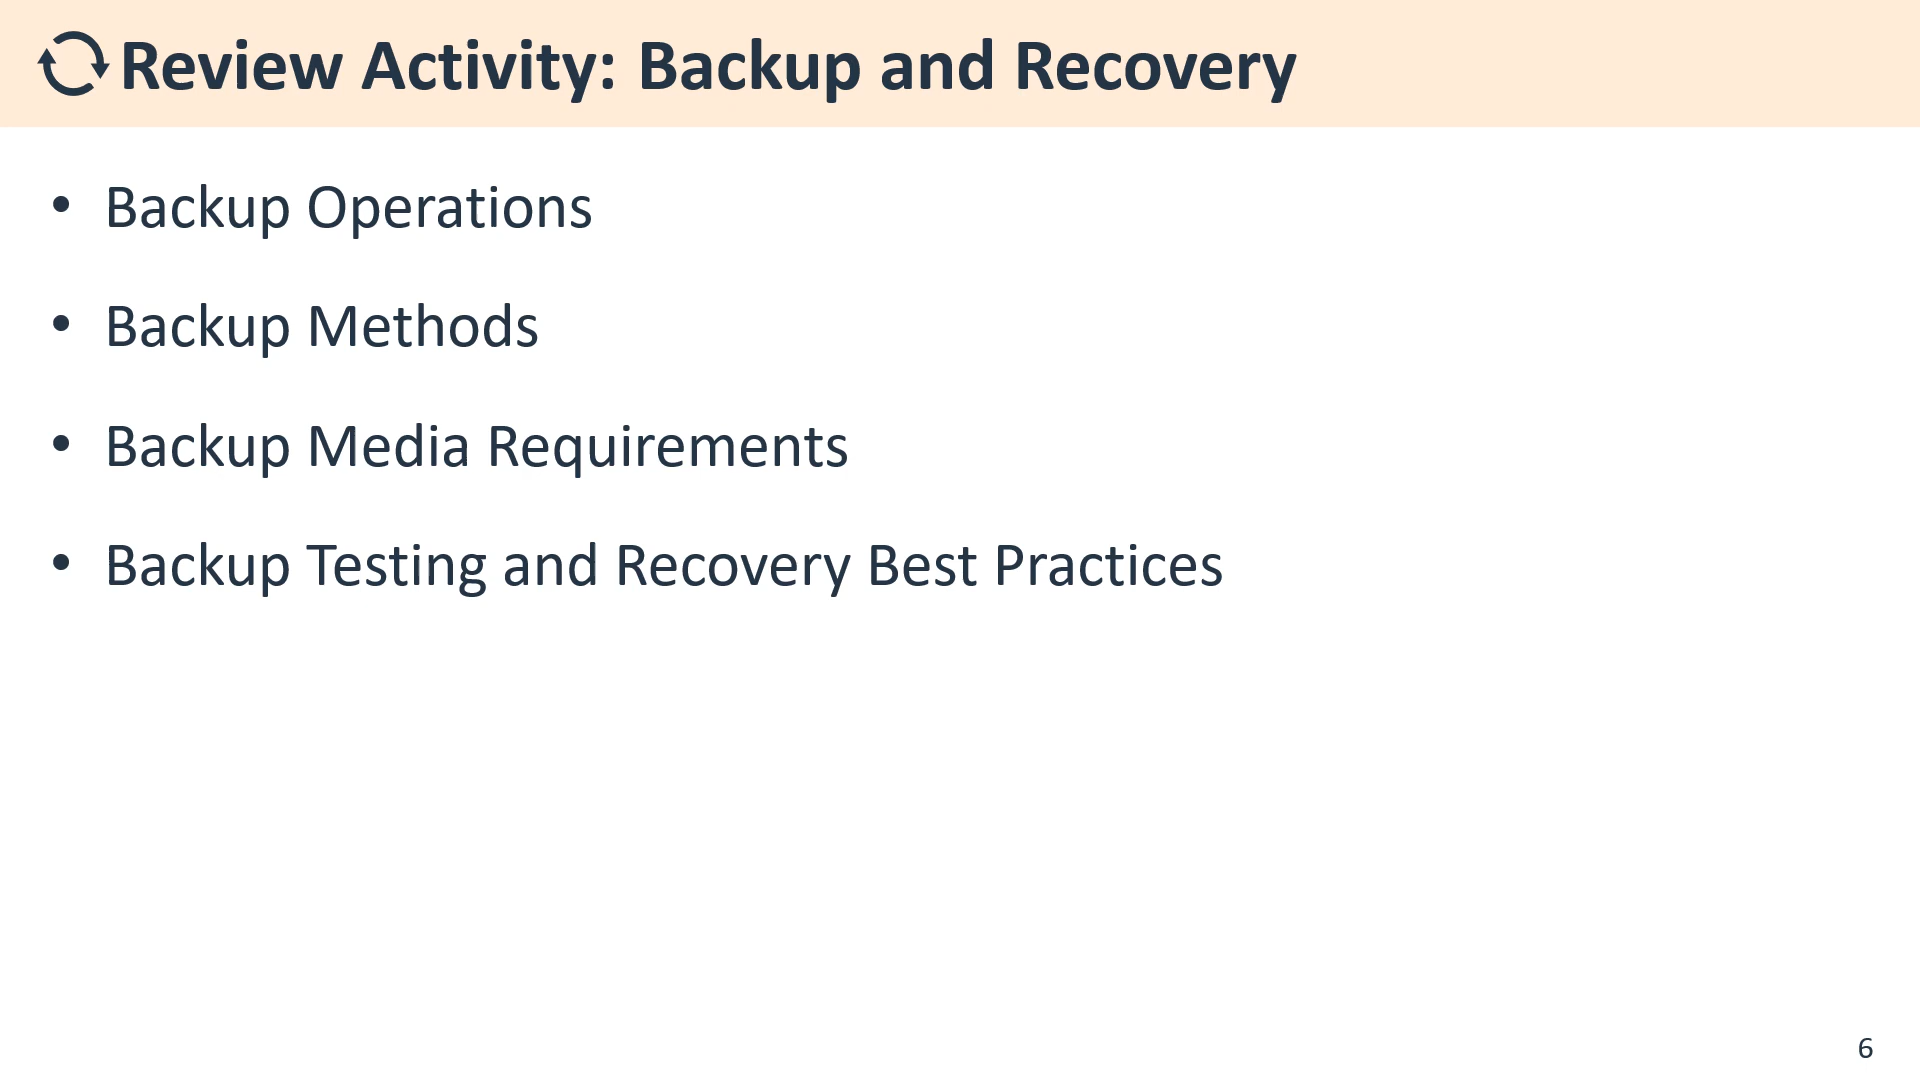 Review Activity: Backup and Recovery
• Backup Operations
• Backup Methods
• Backup Media Requirements
• Backup Testing and Recovery Best Practices
6